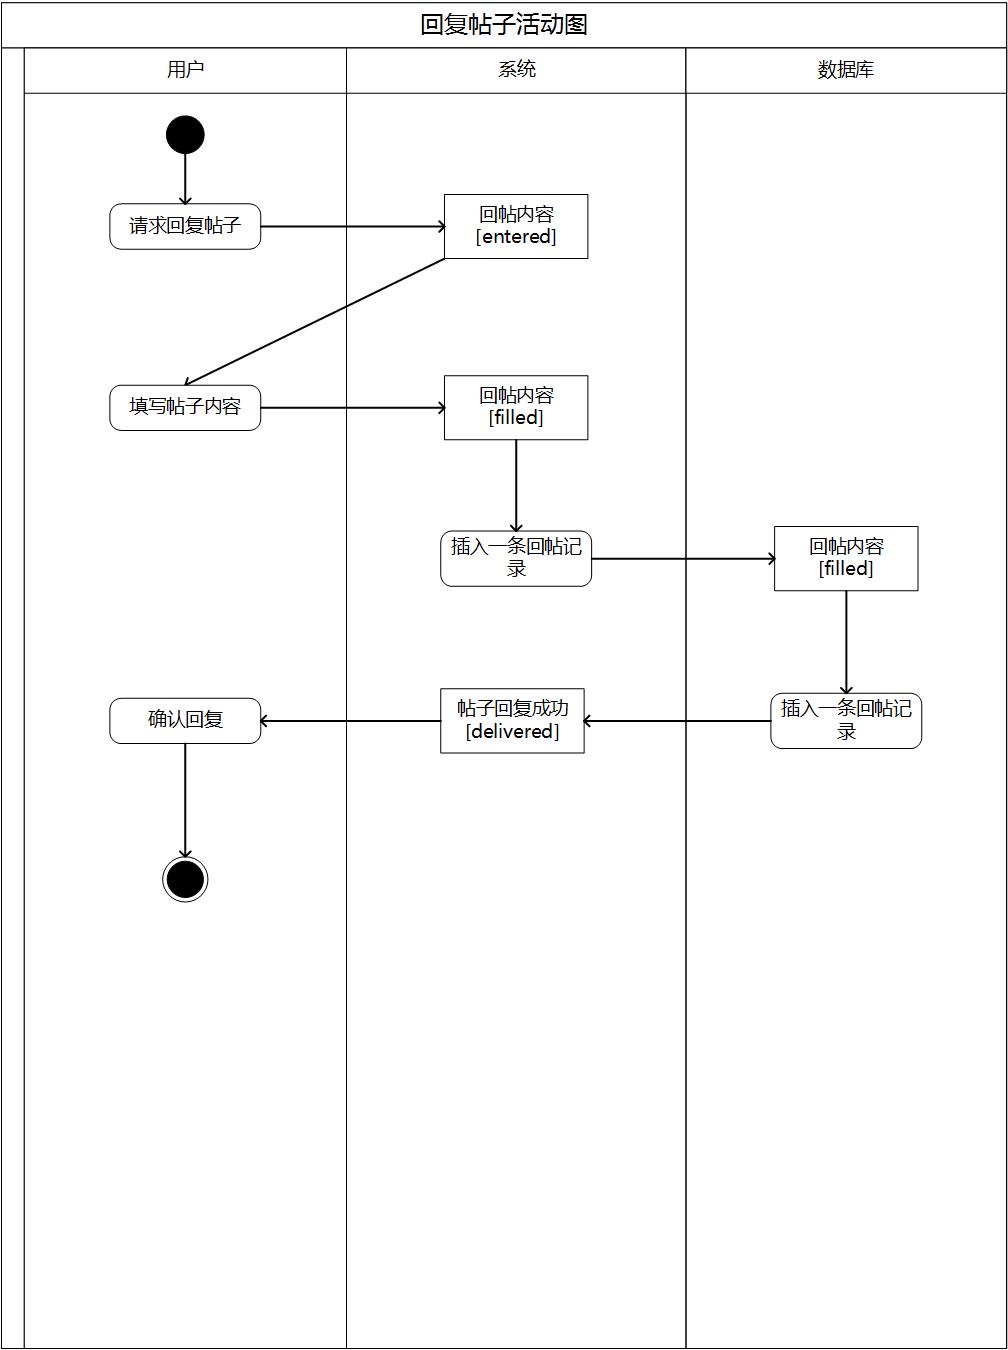 回复帖子活动图
用户
系统
数据库
请求回复帖子
回帖内容
[entered]
填写帖子内容
回帖内容
[filled]
插入一条回帖记
录
回帖内容
[filled]
确认回复
帖子回复成功
[delivered]
插入一条回帖记
录